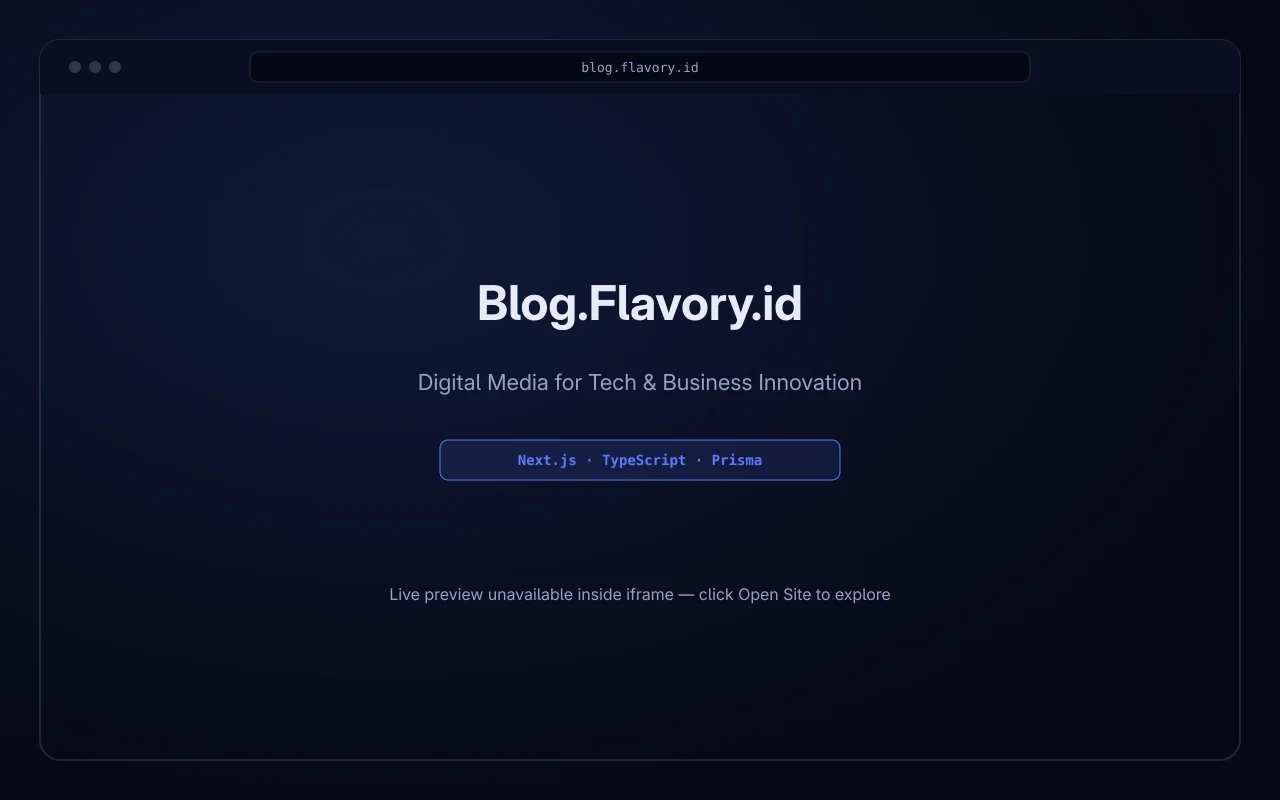 blog.flavory.id
Blog.Flavory.id
Digital Media for Tech & Business Innovation
Next.js · TypeScript · Prisma
Live preview unavailable inside iframe — click Open Site to explore